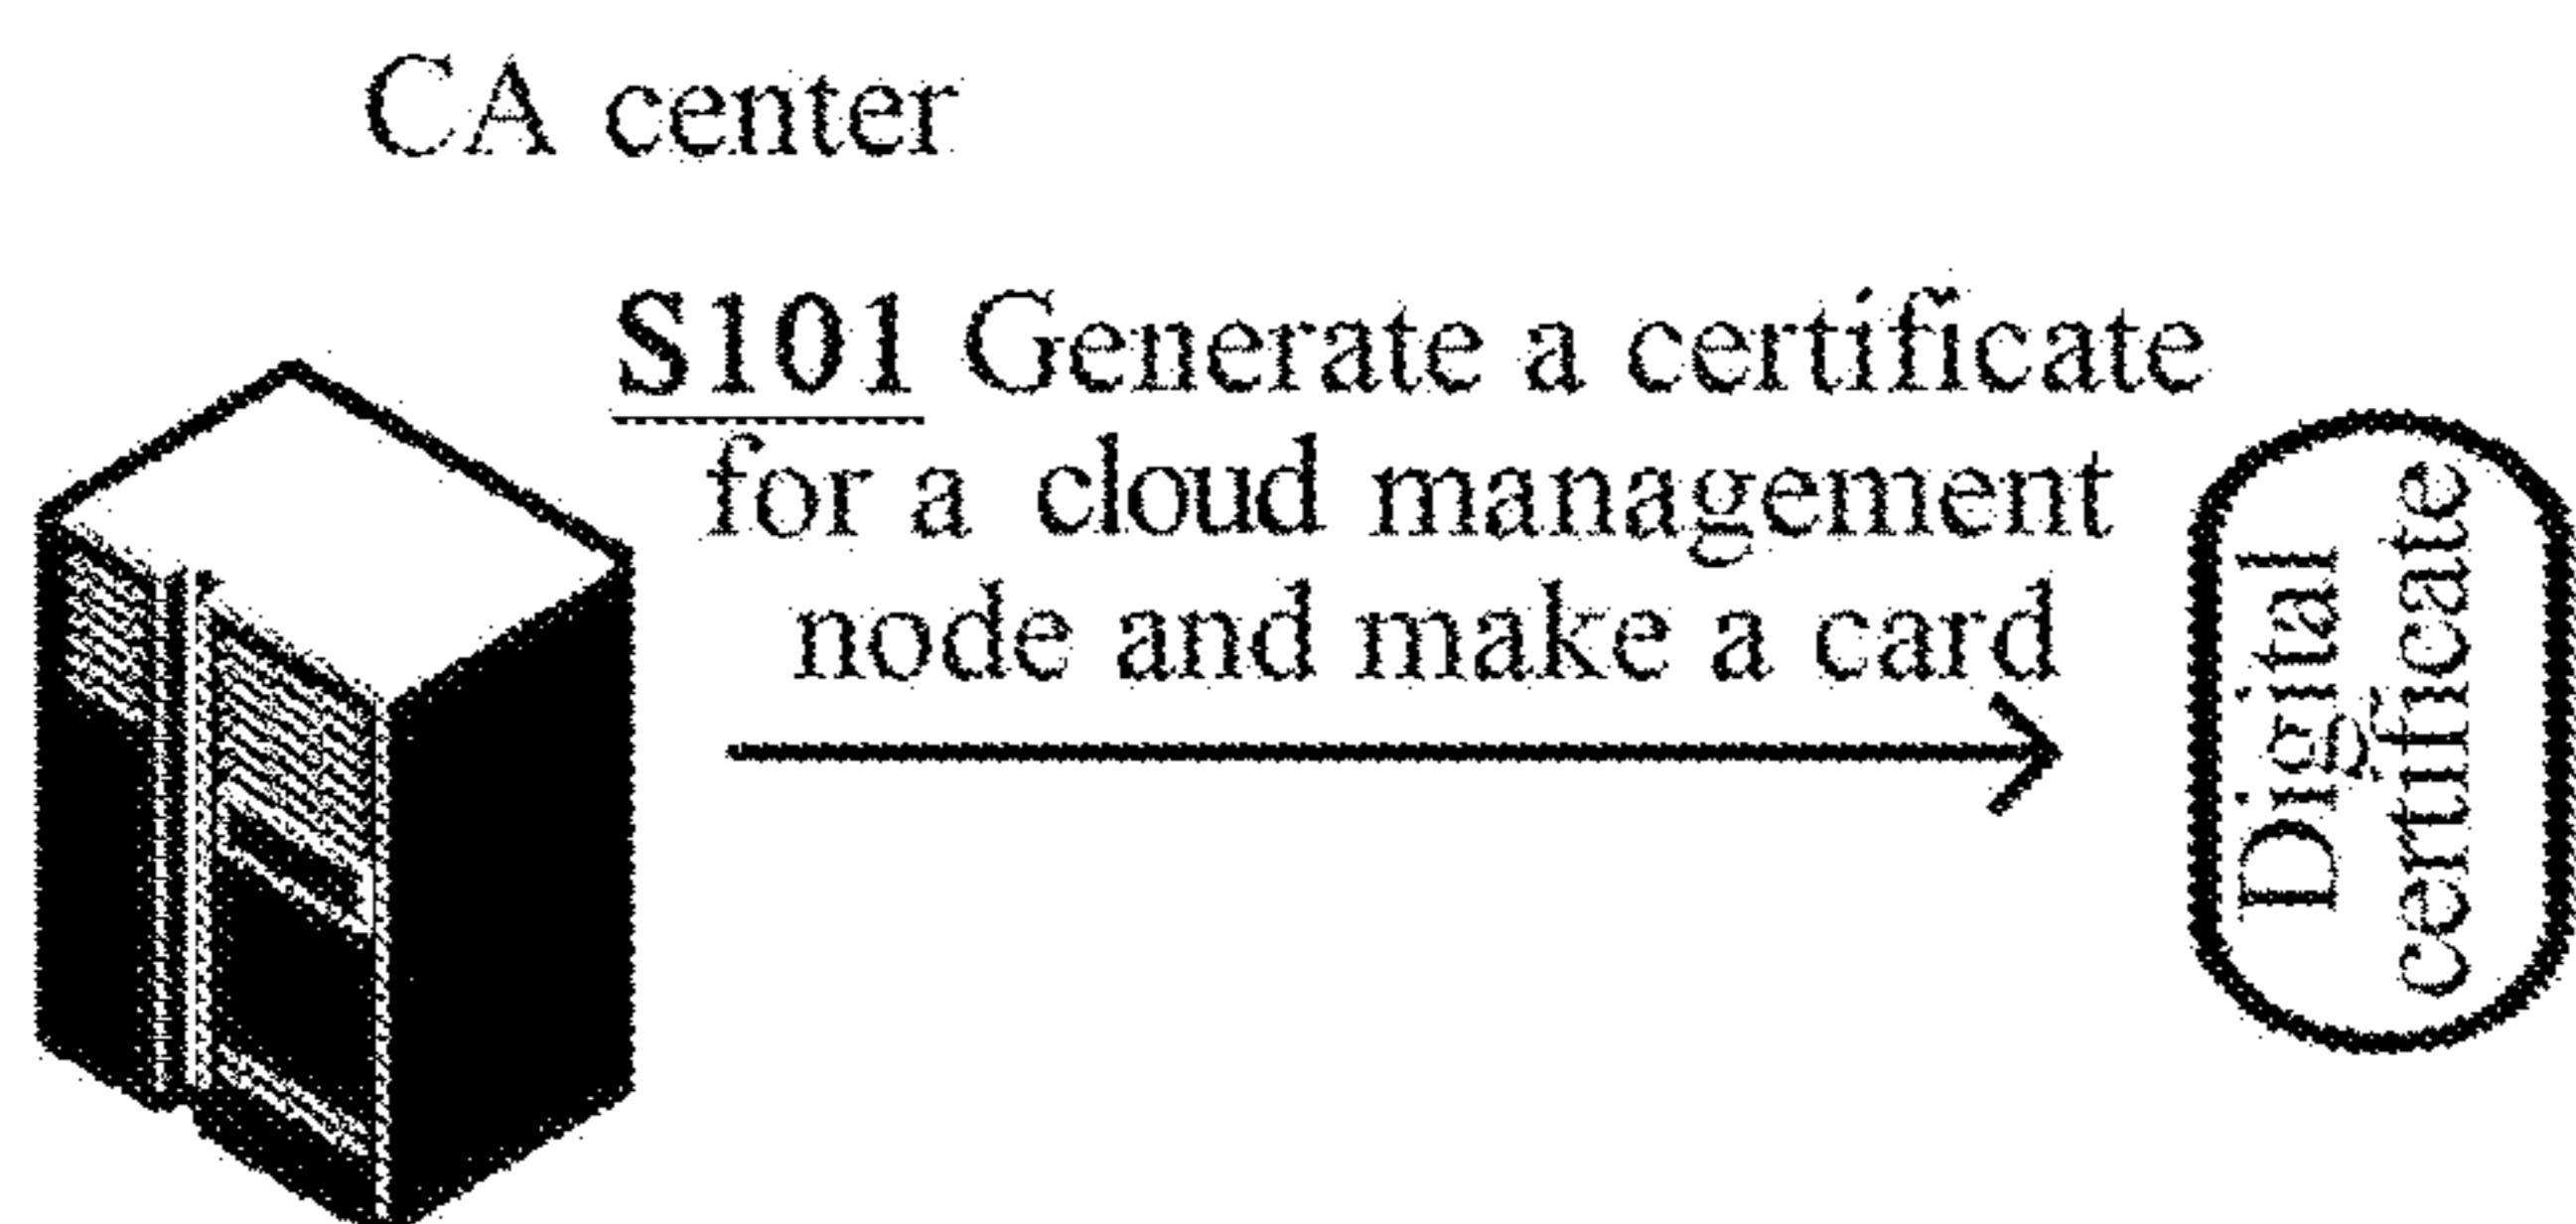 CA center
S101 Generate a certificate
for a cloud management
node and make a card
Digital
certificate